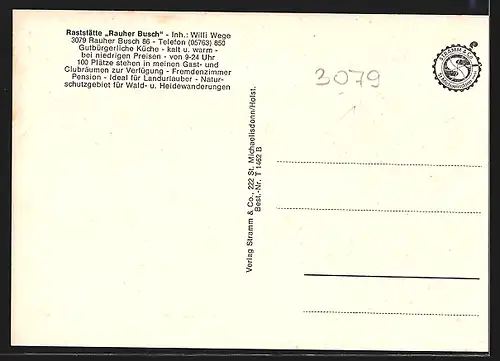 Raststätte „Rauher Busch" - Inh.: Willi Wege
3079 Rauher Busch 86 - Telefon (05763) 850
Gutbürgerliche Küche - kalt u. warm -
bei niedrigen Preisen - von 9-24 Uhr
100 Plätze stehen in meinen Gast- und
Clubräumen zur Verfügung - Fremdenzimmer
Pension - Ideal für Landurlauber - Natur-
schutzgebiet für Wald- u. Heidewanderungen
3079
STRAMM & CO.
Verlag Stramm & Co., 222 St. Michaelisdonn/Holst.
Best.-Nr. T 1462 B